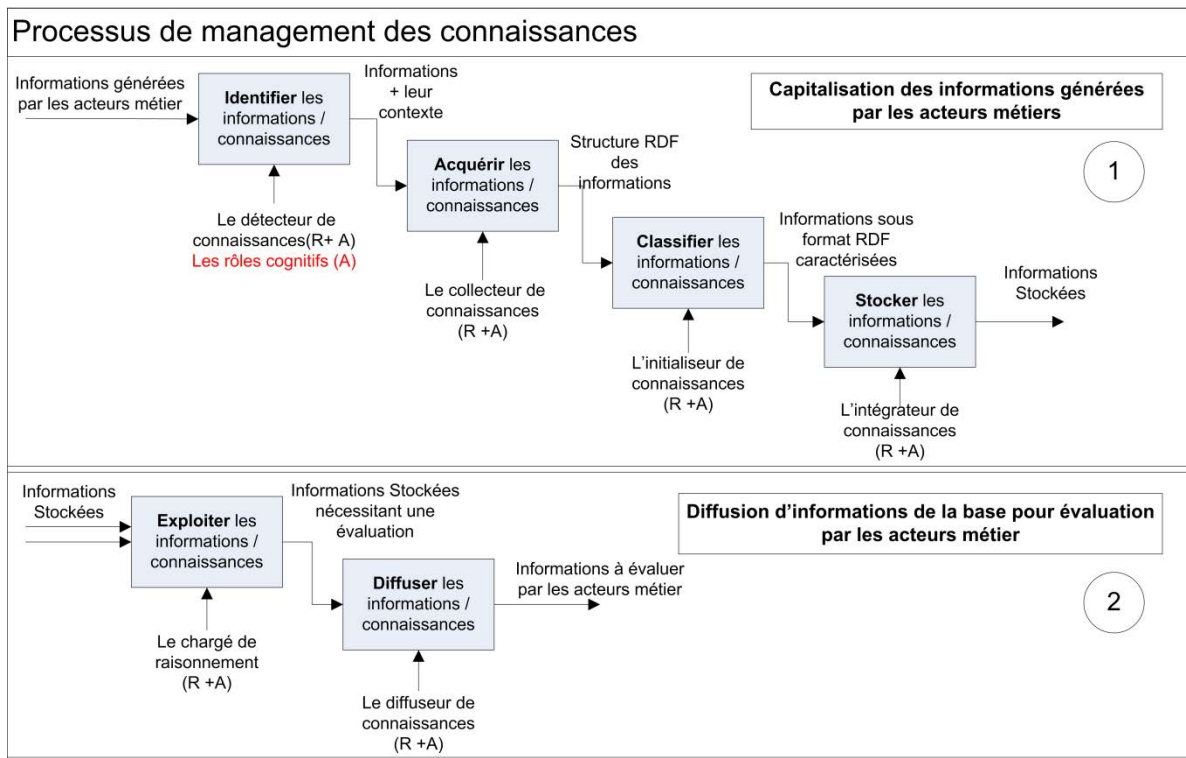 Processus de management des connaissances
Informations générées
par les acteurs métier
Identifier les
informations /
connaissances
Informations
+ leur
contexte
Le détecteur de
connaissances(R+ A)
Les rôles cognitifs (A)
Acquérir les
informations /
connaissances
Structure RDF
des
informations
Le collecteur de
connaissances
(R +A)
Classifier les
informations /
connaissances
Informations sous
format RDF
caractérisées
L'initialiseur de
connaissances
(R +A)
Stocker les
informations /
connaissances
Informations
Stockées
L'intégrateur de
connaissances
(R +A)
Capitalisation des informations générées
par les acteurs métiers
1
Informations
Stockées
Exploiter les
informations /
connaissances
Informations Stockées
nécessitant une
évaluation
Le chargé de
raisonnement
(R +A)
Diffuser les
informations /
connaissances
Informations à évaluer
par les acteurs métier
Le diffuseur de
connaissances
(R +A)
Diffusion d'informations de la base pour évaluation
par les acteurs métier
2